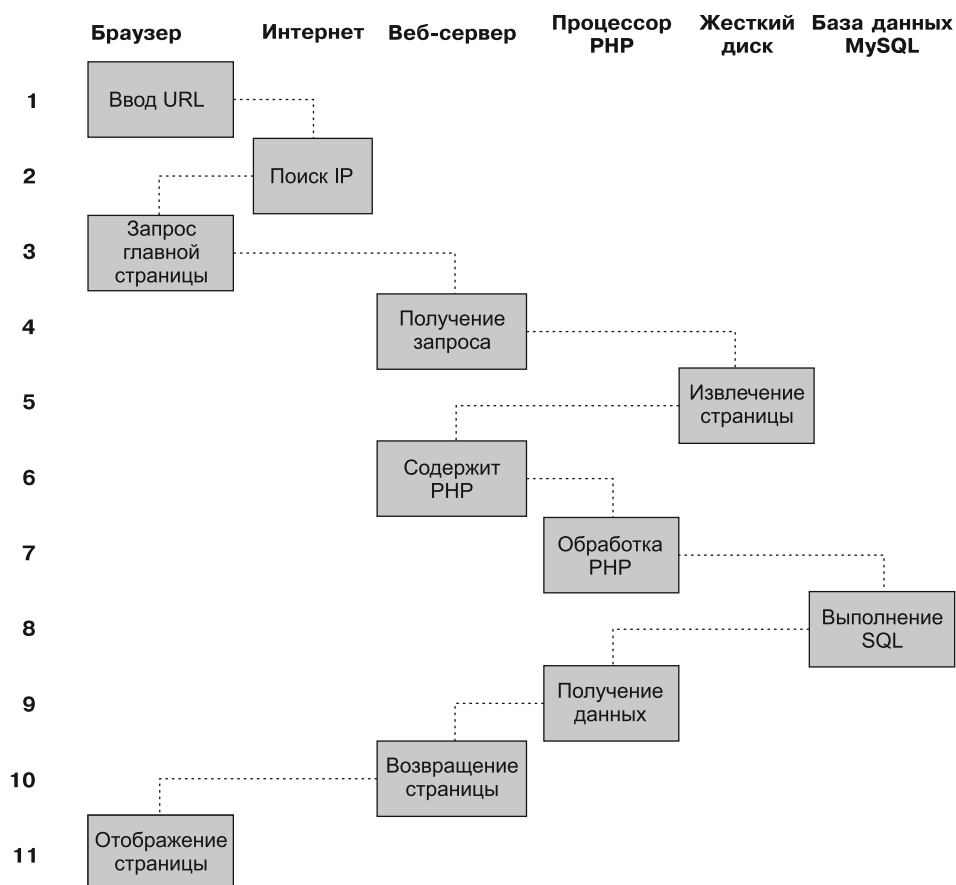 Браузер
Интернет
Веб-сервер
Процессор
PHP
Жесткий
диск
База данных
MySQL
1
Ввод URL
2
Поиск IP
3
Запрос
главной
страницы
4
Получение
запроса
5
Извлечение
страницы
6
Содержит
PHP
7
Обработка
PHP
8
Выполнение
SQL
9
Получение
данных
10
Возвращение
страницы
11
Отображение
страницы